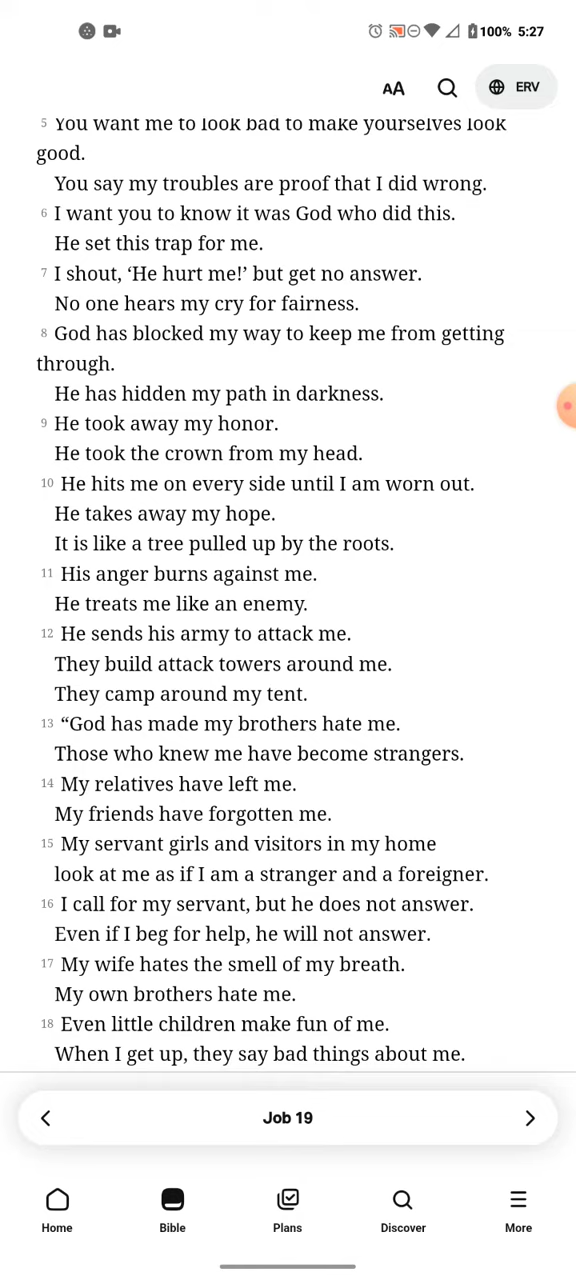 100% 5:27
AA ERV
5 You want me to look bad to make yourselves look
good.
You say my troubles are proof that I did wrong.
6 I want you to know it was God who did this.
He set this trap for me.
7 I shout, ‘He hurt me!’ but get no answer.
No one hears my cry for fairness.
8 God has blocked my way to keep me from getting
through.
He has hidden my path in darkness.
9 He took away my honor.
He took the crown from my head.
10 He hits me on every side until I am worn out.
He takes away my hope.
It is like a tree pulled up by the roots.
11 His anger burns against me.
He treats me like an enemy.
12 He sends his army to attack me.
They build attack towers around me.
They camp around my tent.
13 “God has made my brothers hate me.
Those who knew me have become strangers.
14 My relatives have left me.
My friends have forgotten me.
15 My servant girls and visitors in my home
look at me as if I am a stranger and a foreigner.
16 I call for my servant, but he does not answer.
Even if I beg for help, he will not answer.
17 My wife hates the smell of my breath.
My own brothers hate me.
18 Even little children make fun of me.
When I get up, they say bad things about me.
Job 19
Home Bible Plans Discover More